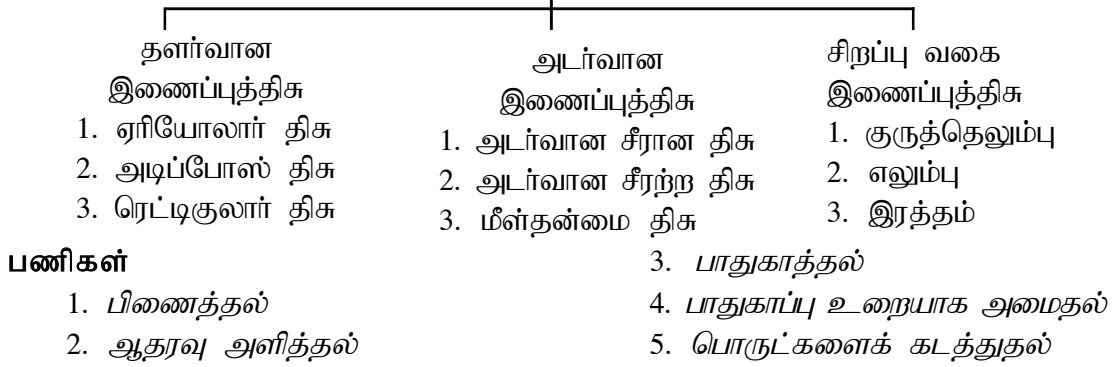 தளர்வான
இணைப்புத்திசு
1. ஏரியோலார் திசு
2. அடிப்போஸ் திசு
3. ரெட்டிகுலார் திசு
அடர்வான
இணைப்புத்திசு
1. அடர்வான சீரான திசு
2. அடர்வான சீரற்ற திசு
3. மீள்தன்மை திசு
சிறப்பு வகை
இணைப்புத்திசு
1. குருத்தெலும்பு
2. எலும்பு
3. இரத்தம்
பணிகள்
1. பிணைத்தல்
2. ஆதரவு அளித்தல்
3. பாதுகாத்தல்
4. பாதுகாப்பு உறையாக அமைதல்
5. பொருட்களைக் கடத்துதல்